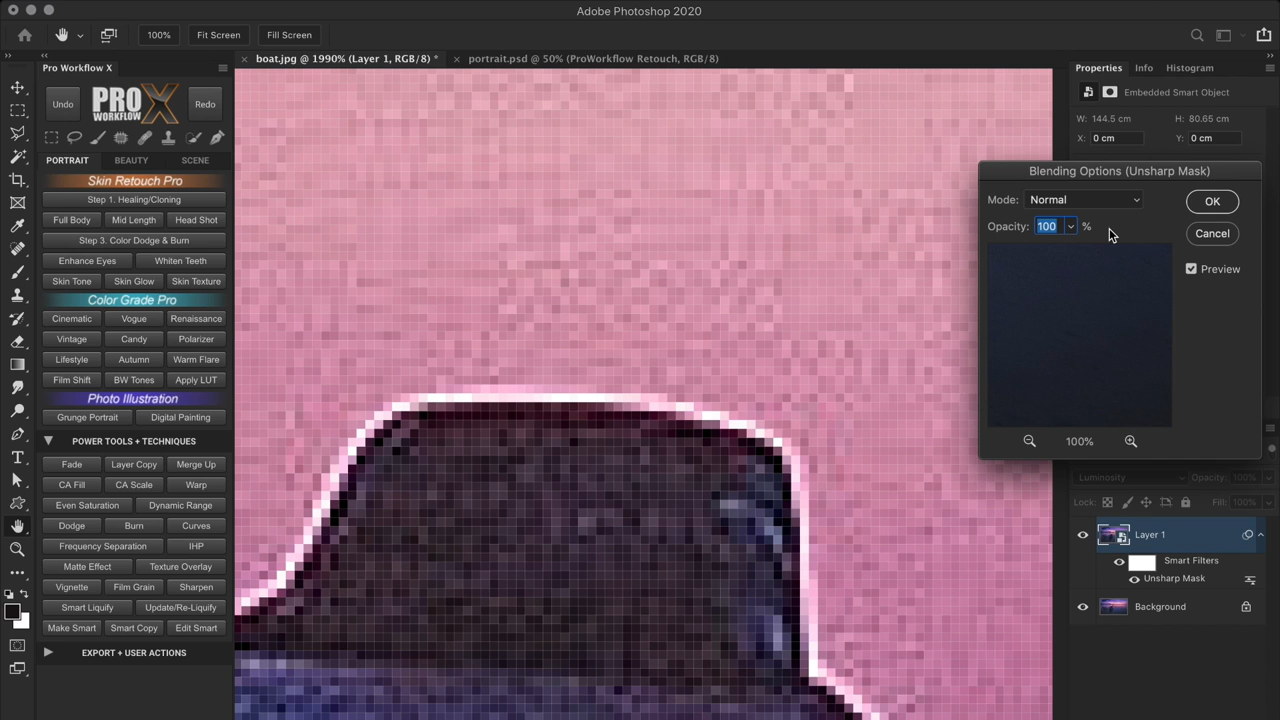 Adobe Photoshop 2020
100%
Fit Screen
Fill Screen
boat.jpg @ 1990% (Layer 1, RGB/8) *
portrait.psd @ 50% (ProWorkflow Retouch, RGB/8)
Pro Workflow X
Undo
PRO WORKFLOW X
Redo
PORTRAIT
BEAUTY
SCENE
Skin Retouch Pro
Step 1. Healing/Cloning
Full Body
Mid Length
Head Shot
Step 3. Color Dodge & Burn
Enhance Eyes
Whiten Teeth
Skin Tone
Skin Glow
Skin Texture
Color Grade Pro
Cinematic
Vogue
Renaissance
Vintage
Candy
Polarizer
Lifestyle
Autumn
Warm Flare
Film Shift
BW Tones
Apply LUT
Photo Illustration
Grunge Portrait
Digital Painting
POWER TOOLS + TECHNIQUES
Fade
Layer Copy
Merge Up
CA Fill
CA Scale
Warp
Even Saturation
Dynamic Range
Dodge
Burn
Curves
Frequency Separation
IHP
Matte Effect
Texture Overlay
Vignette
Film Grain
Sharpen
Smart Liquify
Update/Re-Liquify
Make Smart
Smart Copy
Edit Smart
EXPORT + USER ACTIONS
Properties
Info
Histogram
Embedded Smart Object
W: 144.5 cm
H: 80.65 cm
X: 0 cm
Y: 0 cm
Blending Options (Unsharp Mask)
Mode: Normal
OK
Opacity: 100 %
Cancel
Preview
100%
Luminosity
Opacity: 100%
Lock:
Fill: 100%
Layer 1
Smart Filters
Unsharp Mask
Background